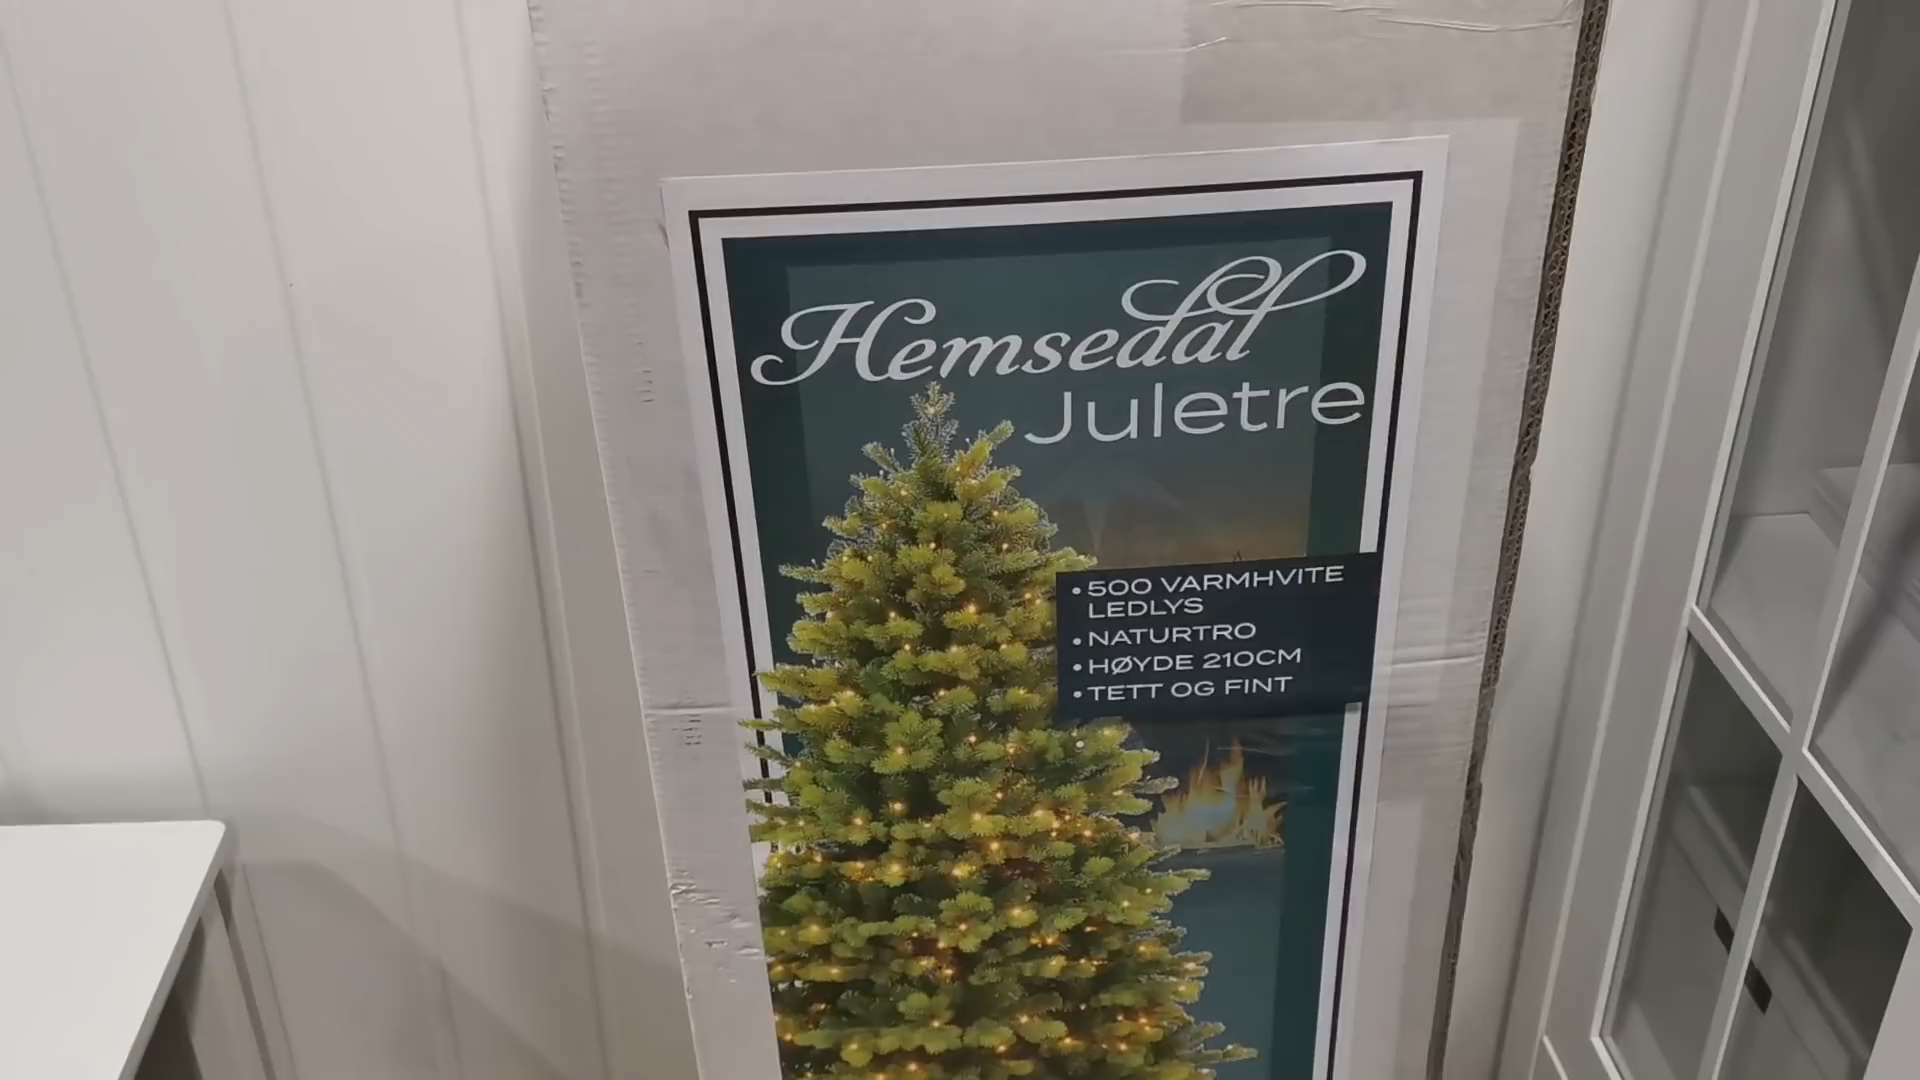 Hemsedal
Juletre
• 500 VARMHVITE
LEDLYS
• NATURTRO
• HØYDE 210CM
• TETT OG FINT